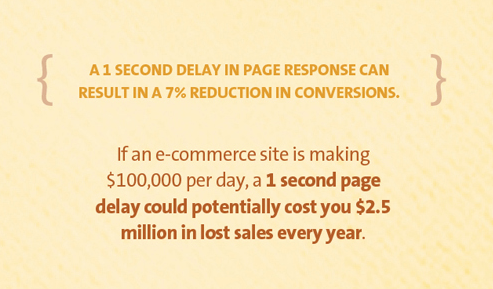 A 1 SECOND DELAY IN PAGE RESPONSE CAN
RESULT IN A 7% REDUCTION IN CONVERSIONS.
If an e-commerce site is making
$100,000 per day, a 1 second page
delay could potentially cost you $2.5
million in lost sales every year.